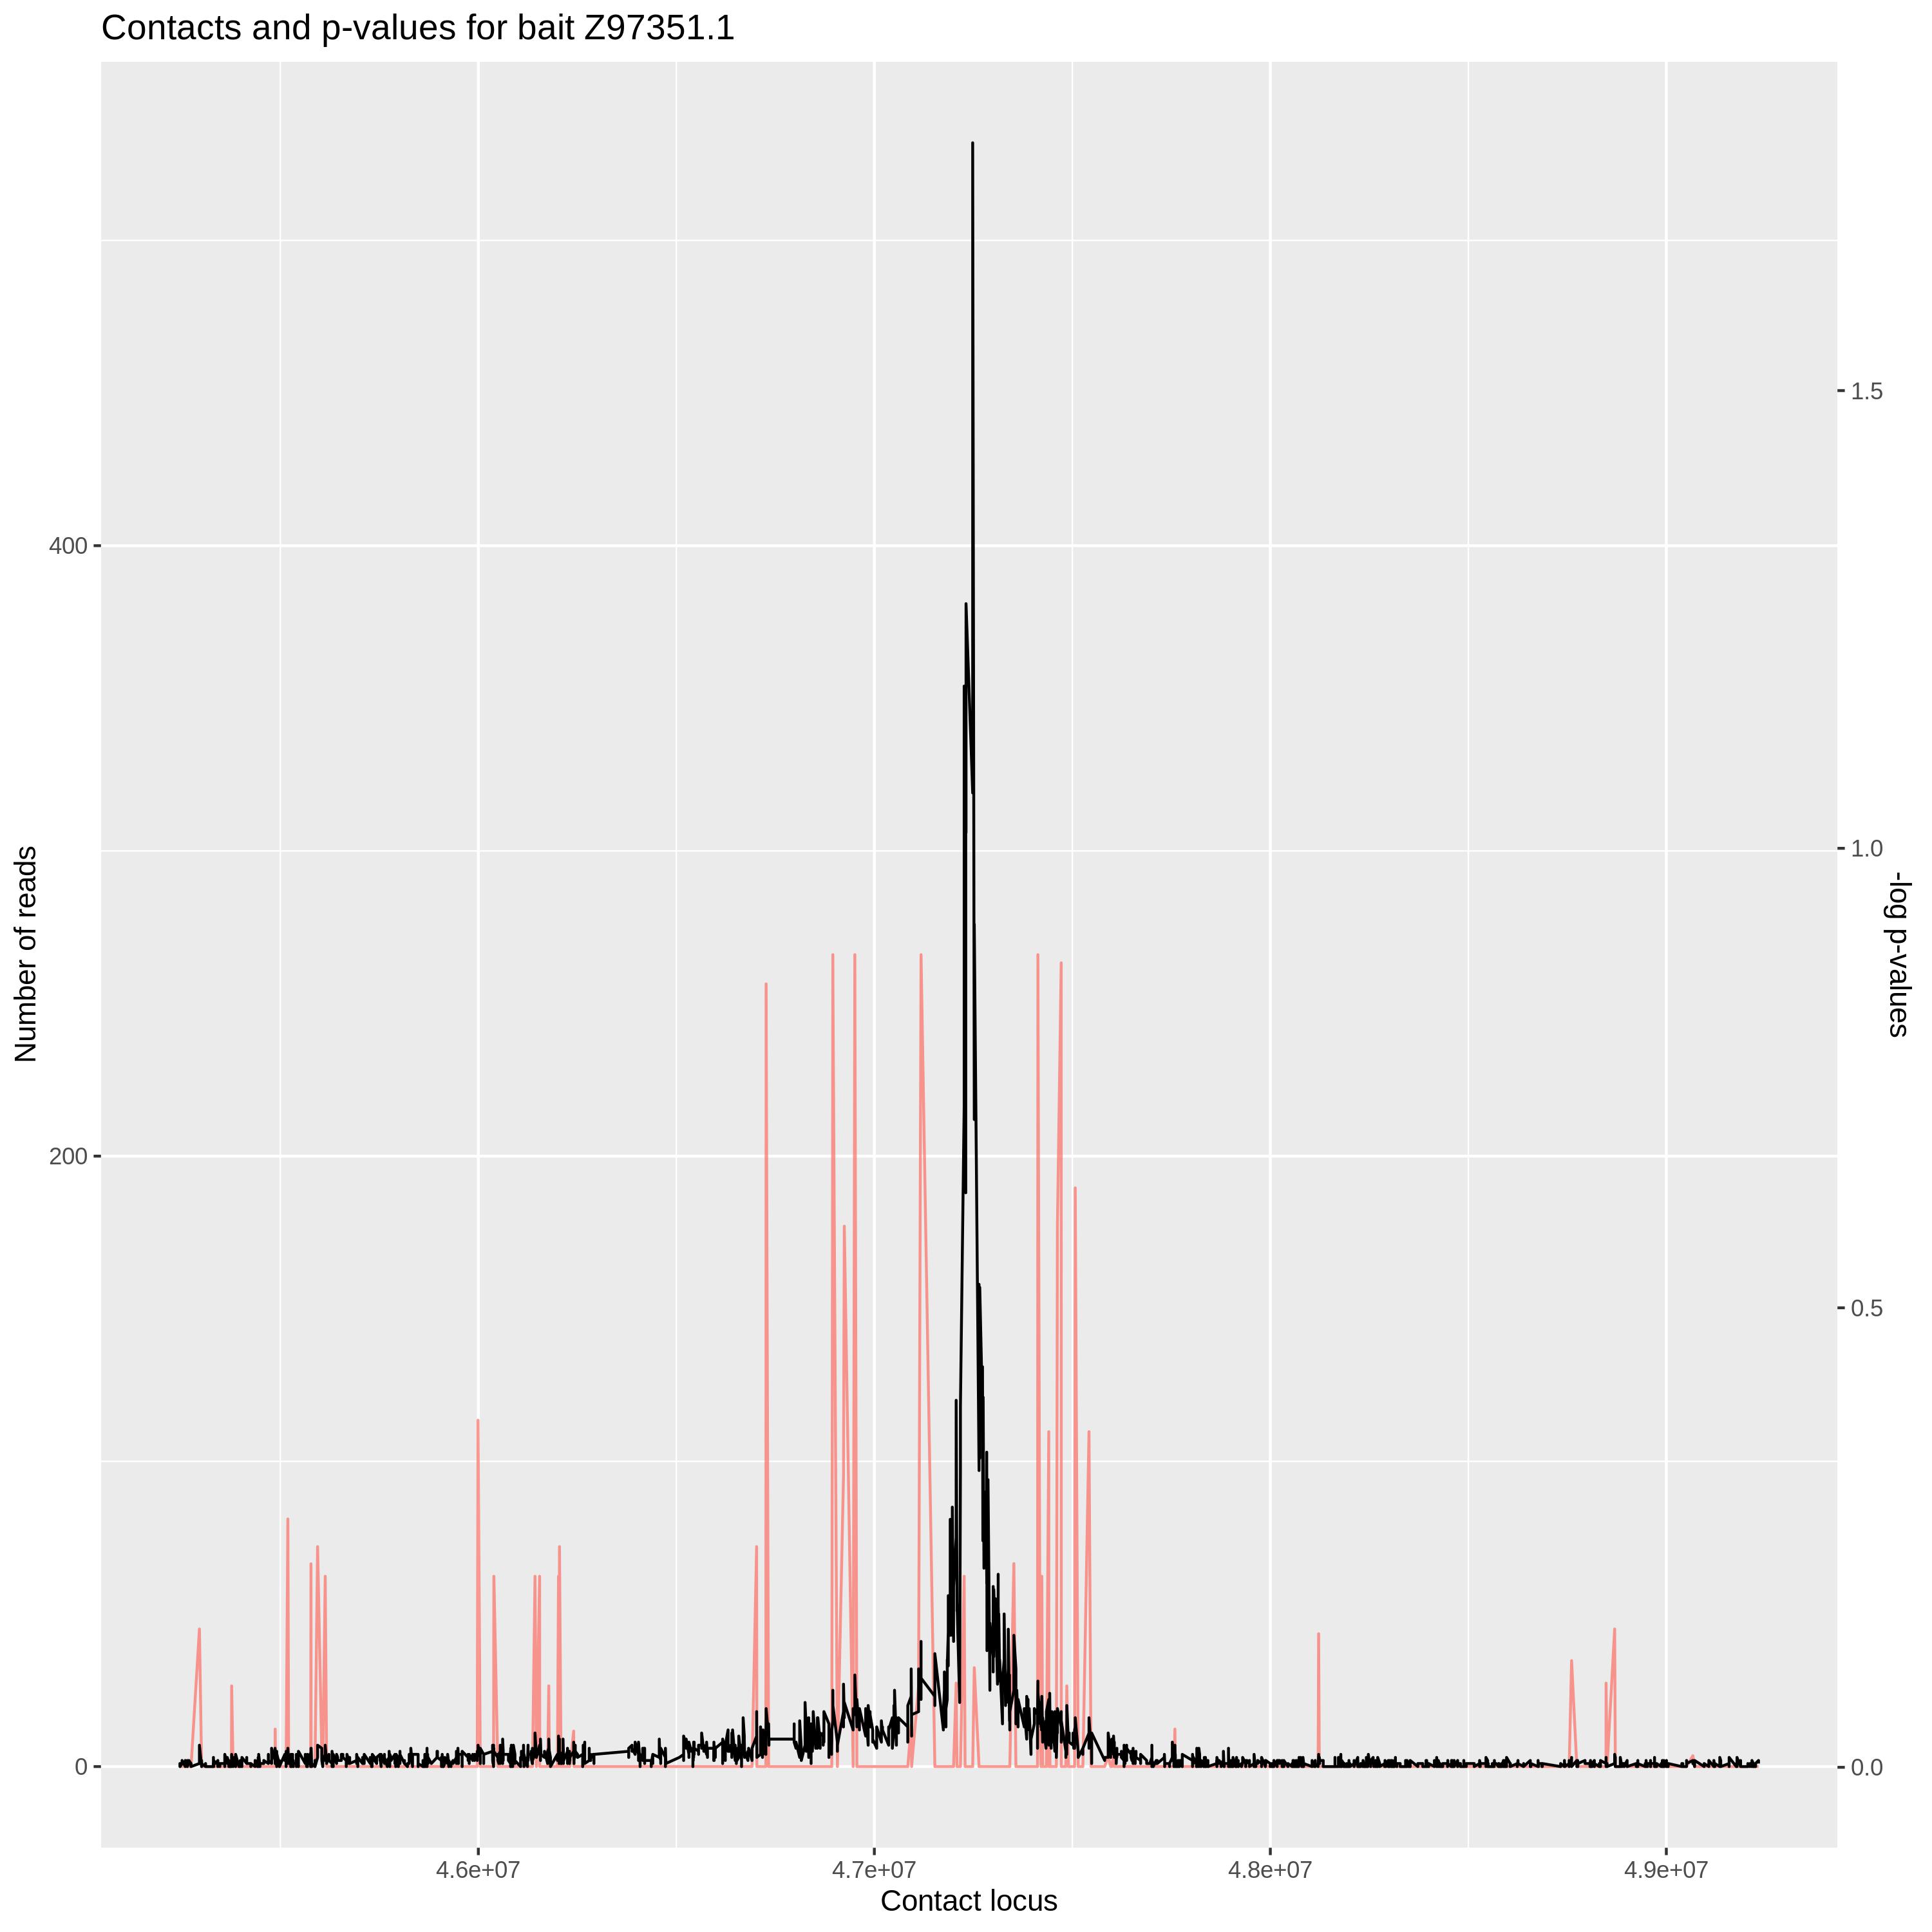 Contacts and p-values for bait Z97351.1
Number of reads
400
200
0
1.5
1.0
0.5
0.0
-log p-values
4.6e+07
4.7e+07
4.8e+07
4.9e+07
Contact locus